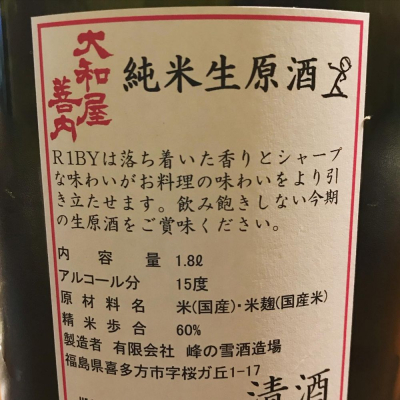 大和屋
善内
純米生原酒
R1BYは落ち着いた香りとシャープ
な味わいがお料理の味わいをより引
き立たせます。飲み飽きしない今期
の生原酒をご賞味ください。
内容量 1.8ℓ
アルコール分 15度
原材料名 米(国産)・米麹(国産米)
精米歩合 60%
製造者 有限会社 峰の雪酒造場
福島県喜多方市字桜ガ丘1-17
清酒